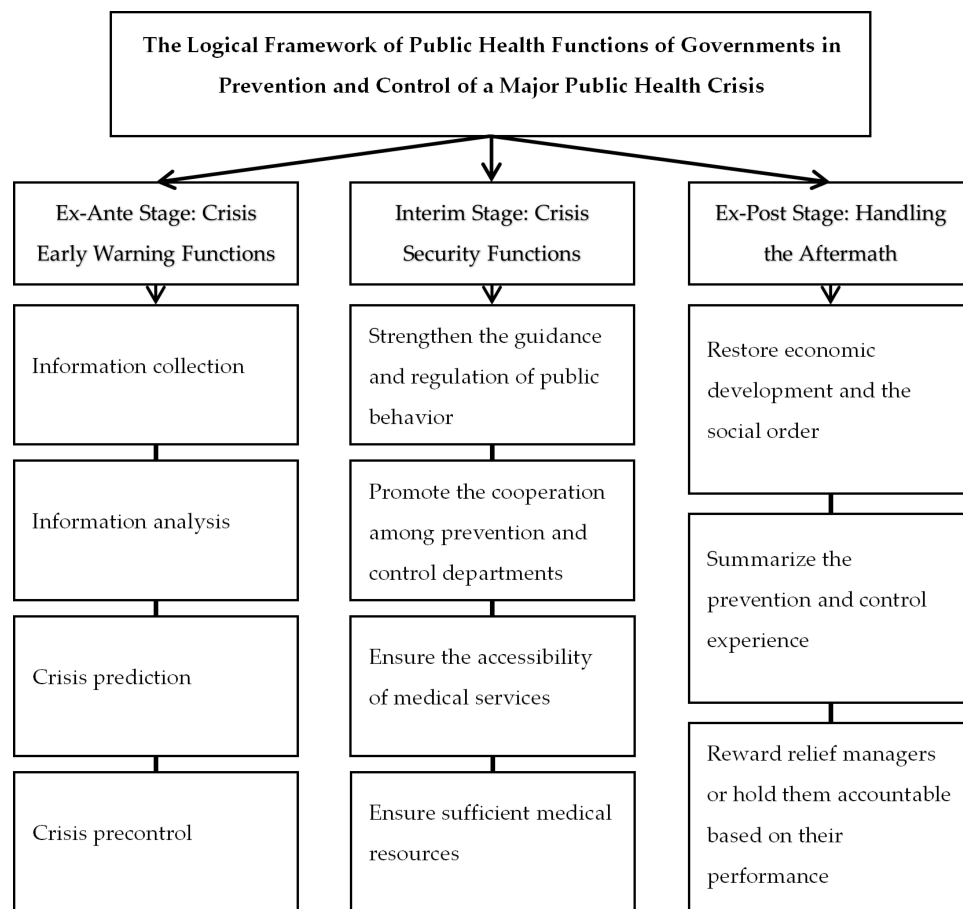 The Logical Framework of Public Health Functions of Governments in
Prevention and Control of a Major Public Health Crisis
Ex-Ante Stage: Crisis
Early Warning Functions
Information collection
Information analysis
Crisis prediction
Crisis precontrol
Interim Stage: Crisis
Security Functions
Strengthen the guidance
and regulation of public
behavior
Promote the cooperation
among prevention and
control departments
Ensure the accessibility
of medical services
Ensure sufficient medical
resources
Ex-Post Stage: Handling
the Aftermath
Restore economic
development and the
social order
Summarize the
prevention and control
experience
Reward relief managers
or hold them accountable
based on their
performance